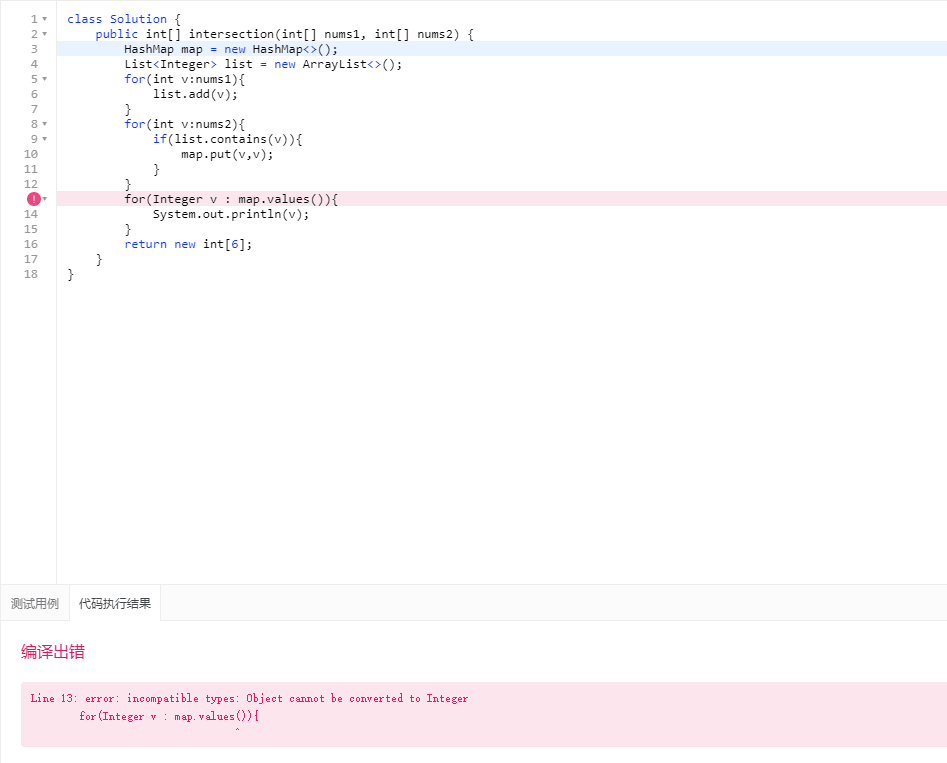 1 class Solution {
2     public int[] intersection(int[] nums1, int[] nums2) {
3         HashMap map = new HashMap<>();
4         List<Integer> list = new ArrayList<>();
5         for(int v:nums1){
6             list.add(v);
7         }
8         for(int v:nums2){
9             if(list.contains(v)){
10                 map.put(v,v);
11             }
12         }
!         for(Integer v : map.values()){
14             System.out.println(v);
15         }
16         return new int[6];
17     }
18 }
测试用例 代码执行结果
编译出错
Line 13: error: incompatible types: Object cannot be converted to Integer
        for(Integer v : map.values()){
                                  ^